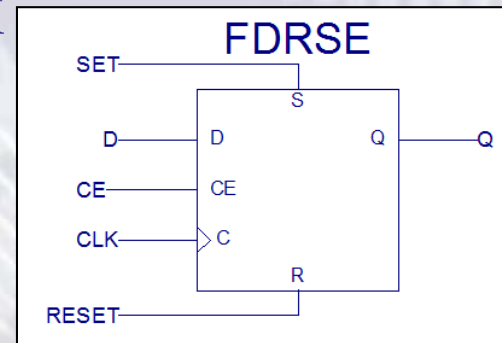 FDRSE
SET
S
D D Q Q
CE CE
CLK C
R
RESET